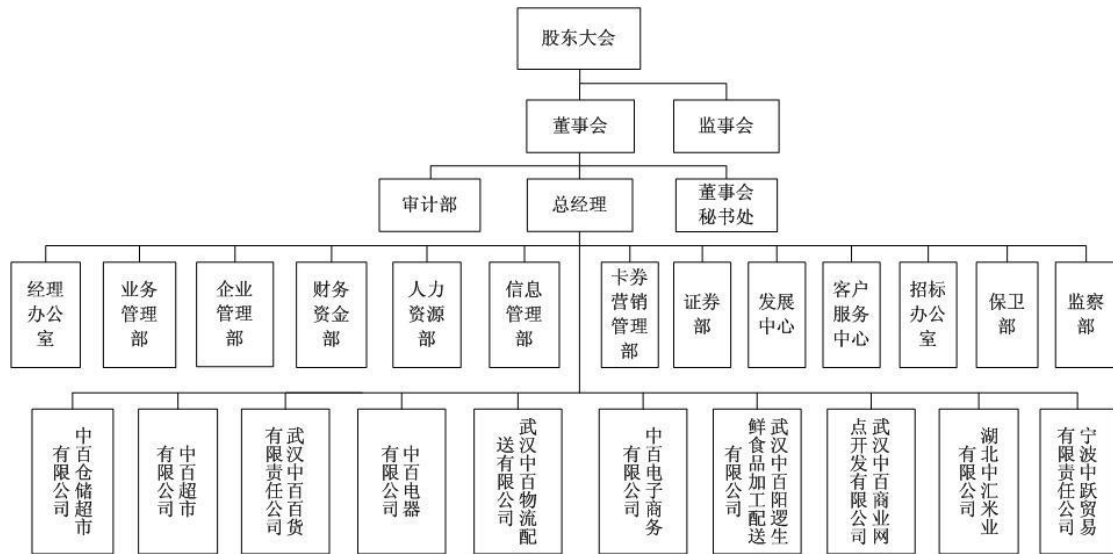 股东大会
董事会
监事会
审计部
总经理
董事会
秘书处
经理
办公
室
业务
管理
部
企业
管理
部
财务
资金
部
人力
资源
部
信息
管理
部
卡券
营销
管理
部
证券
部
发展
中心
客户
服务
中心
招标
办公
室
保卫
部
监察
部
中百仓储超市
有限公司
中百超市
有限公司
武汉中百百货
有限责任公司
中百电器
有限公司
武汉中百物流配
送有限公司
中百电子商务
有限公司
武汉中百阳逻生
鲜食品加工配送
有限公司
武汉中百商业网
点开发有限公司
湖北中汇米业
有限公司
宁波中跃贸易
有限责任公司